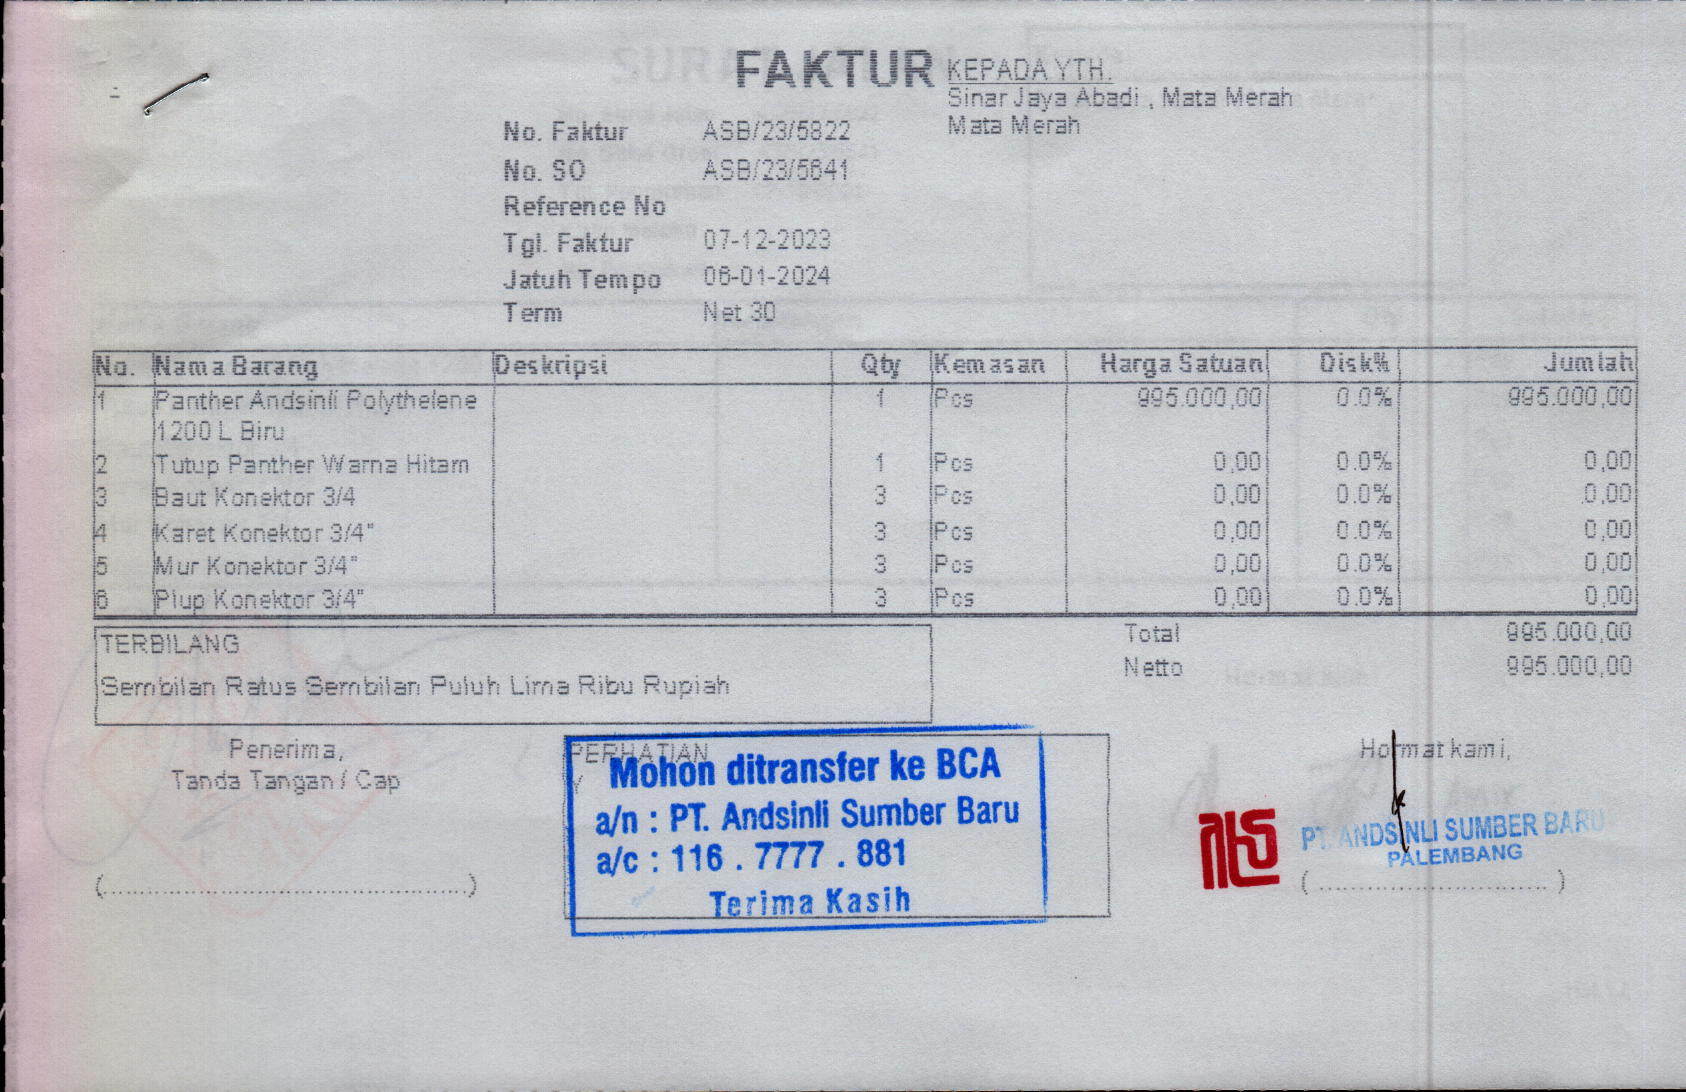 FAKTUR
KEPADA YTH.
Sinar Jaya Abadi , Mata Merah
Mata Merah
No. Faktur ASB/23/5822
No. SO ASB/23/5641
Reference No
Tgl. Faktur 07-12-2023
Jatuh Tempo 06-01-2024
Term Net 30
No. Nama Barang Deskripsi Qty Kemasan Harga Satuan Disk% Jumlah
1 Panther Andsinli Polythelene 1 Pcs 995.000,00 0.0% 995.000,00
1200 L Biru
2 Tutup Panther Warna Hitam 1 Pcs 0,00 0.0% 0,00
3 Baut Konektor 3/4 3 Pcs 0,00 0.0% 0,00
4 Karet Konektor 3/4" 3 Pcs 0,00 0.0% 0,00
5 Mur Konektor 3/4" 3 Pcs 0,00 0.0% 0,00
6 Plup Konektor 3/4" 3 Pcs 0,00 0.0% 0,00
TERBILANG
Sembilan Ratus Sembilan Puluh Lima Ribu Rupiah
Total 995.000,00
Netto 995.000,00
Penerima,
Tanda Tangan / Cap
(..........................................)
PERHATIAN
Y
Mohon ditransfer ke BCA
a/n : PT. Andsinli Sumber Baru
a/c : 116 . 7777 . 881
Terima Kasih
Hormat kami,
PT. ANDSINLI SUMBER BARU
PALEMBANG
( ............................ )